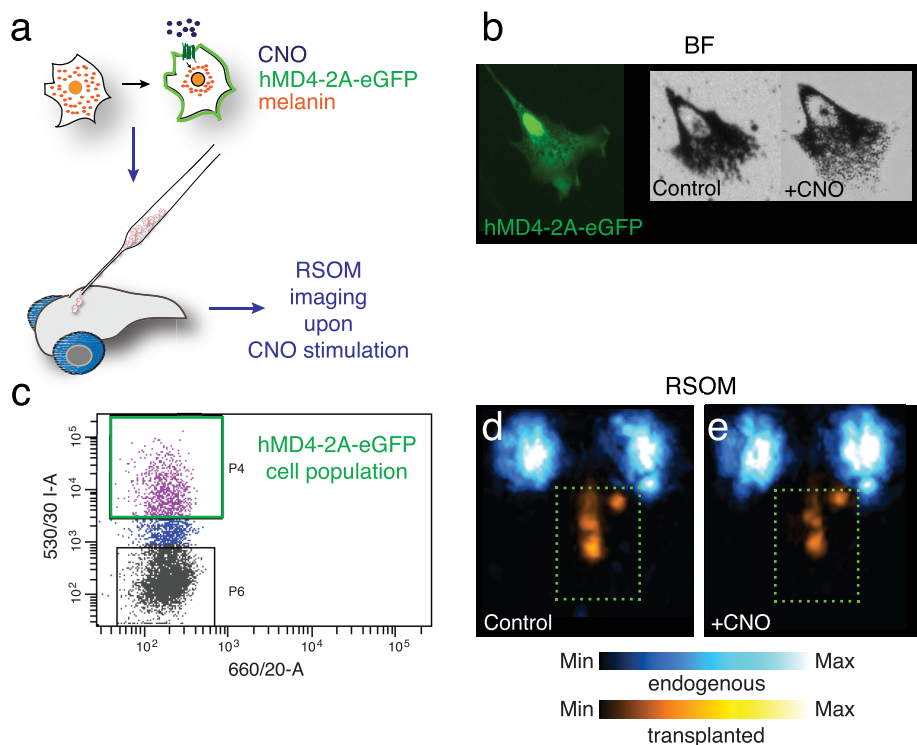 a
CNO
hMD4-2A-eGFP
melanin
RSOM
imaging
upon
CNO stimulation
b
BF
hMD4-2A-eGFP
Control
+CNO
c
530/30 I-A
10^5
10^4
10^3
10^2
hMD4-2A-eGFP
cell population
P4
P6
10^2
10^3
10^4
10^5
660/20-A
RSOM
d
Control
e
+CNO
Min
Max
endogenous
Min
Max
transplanted